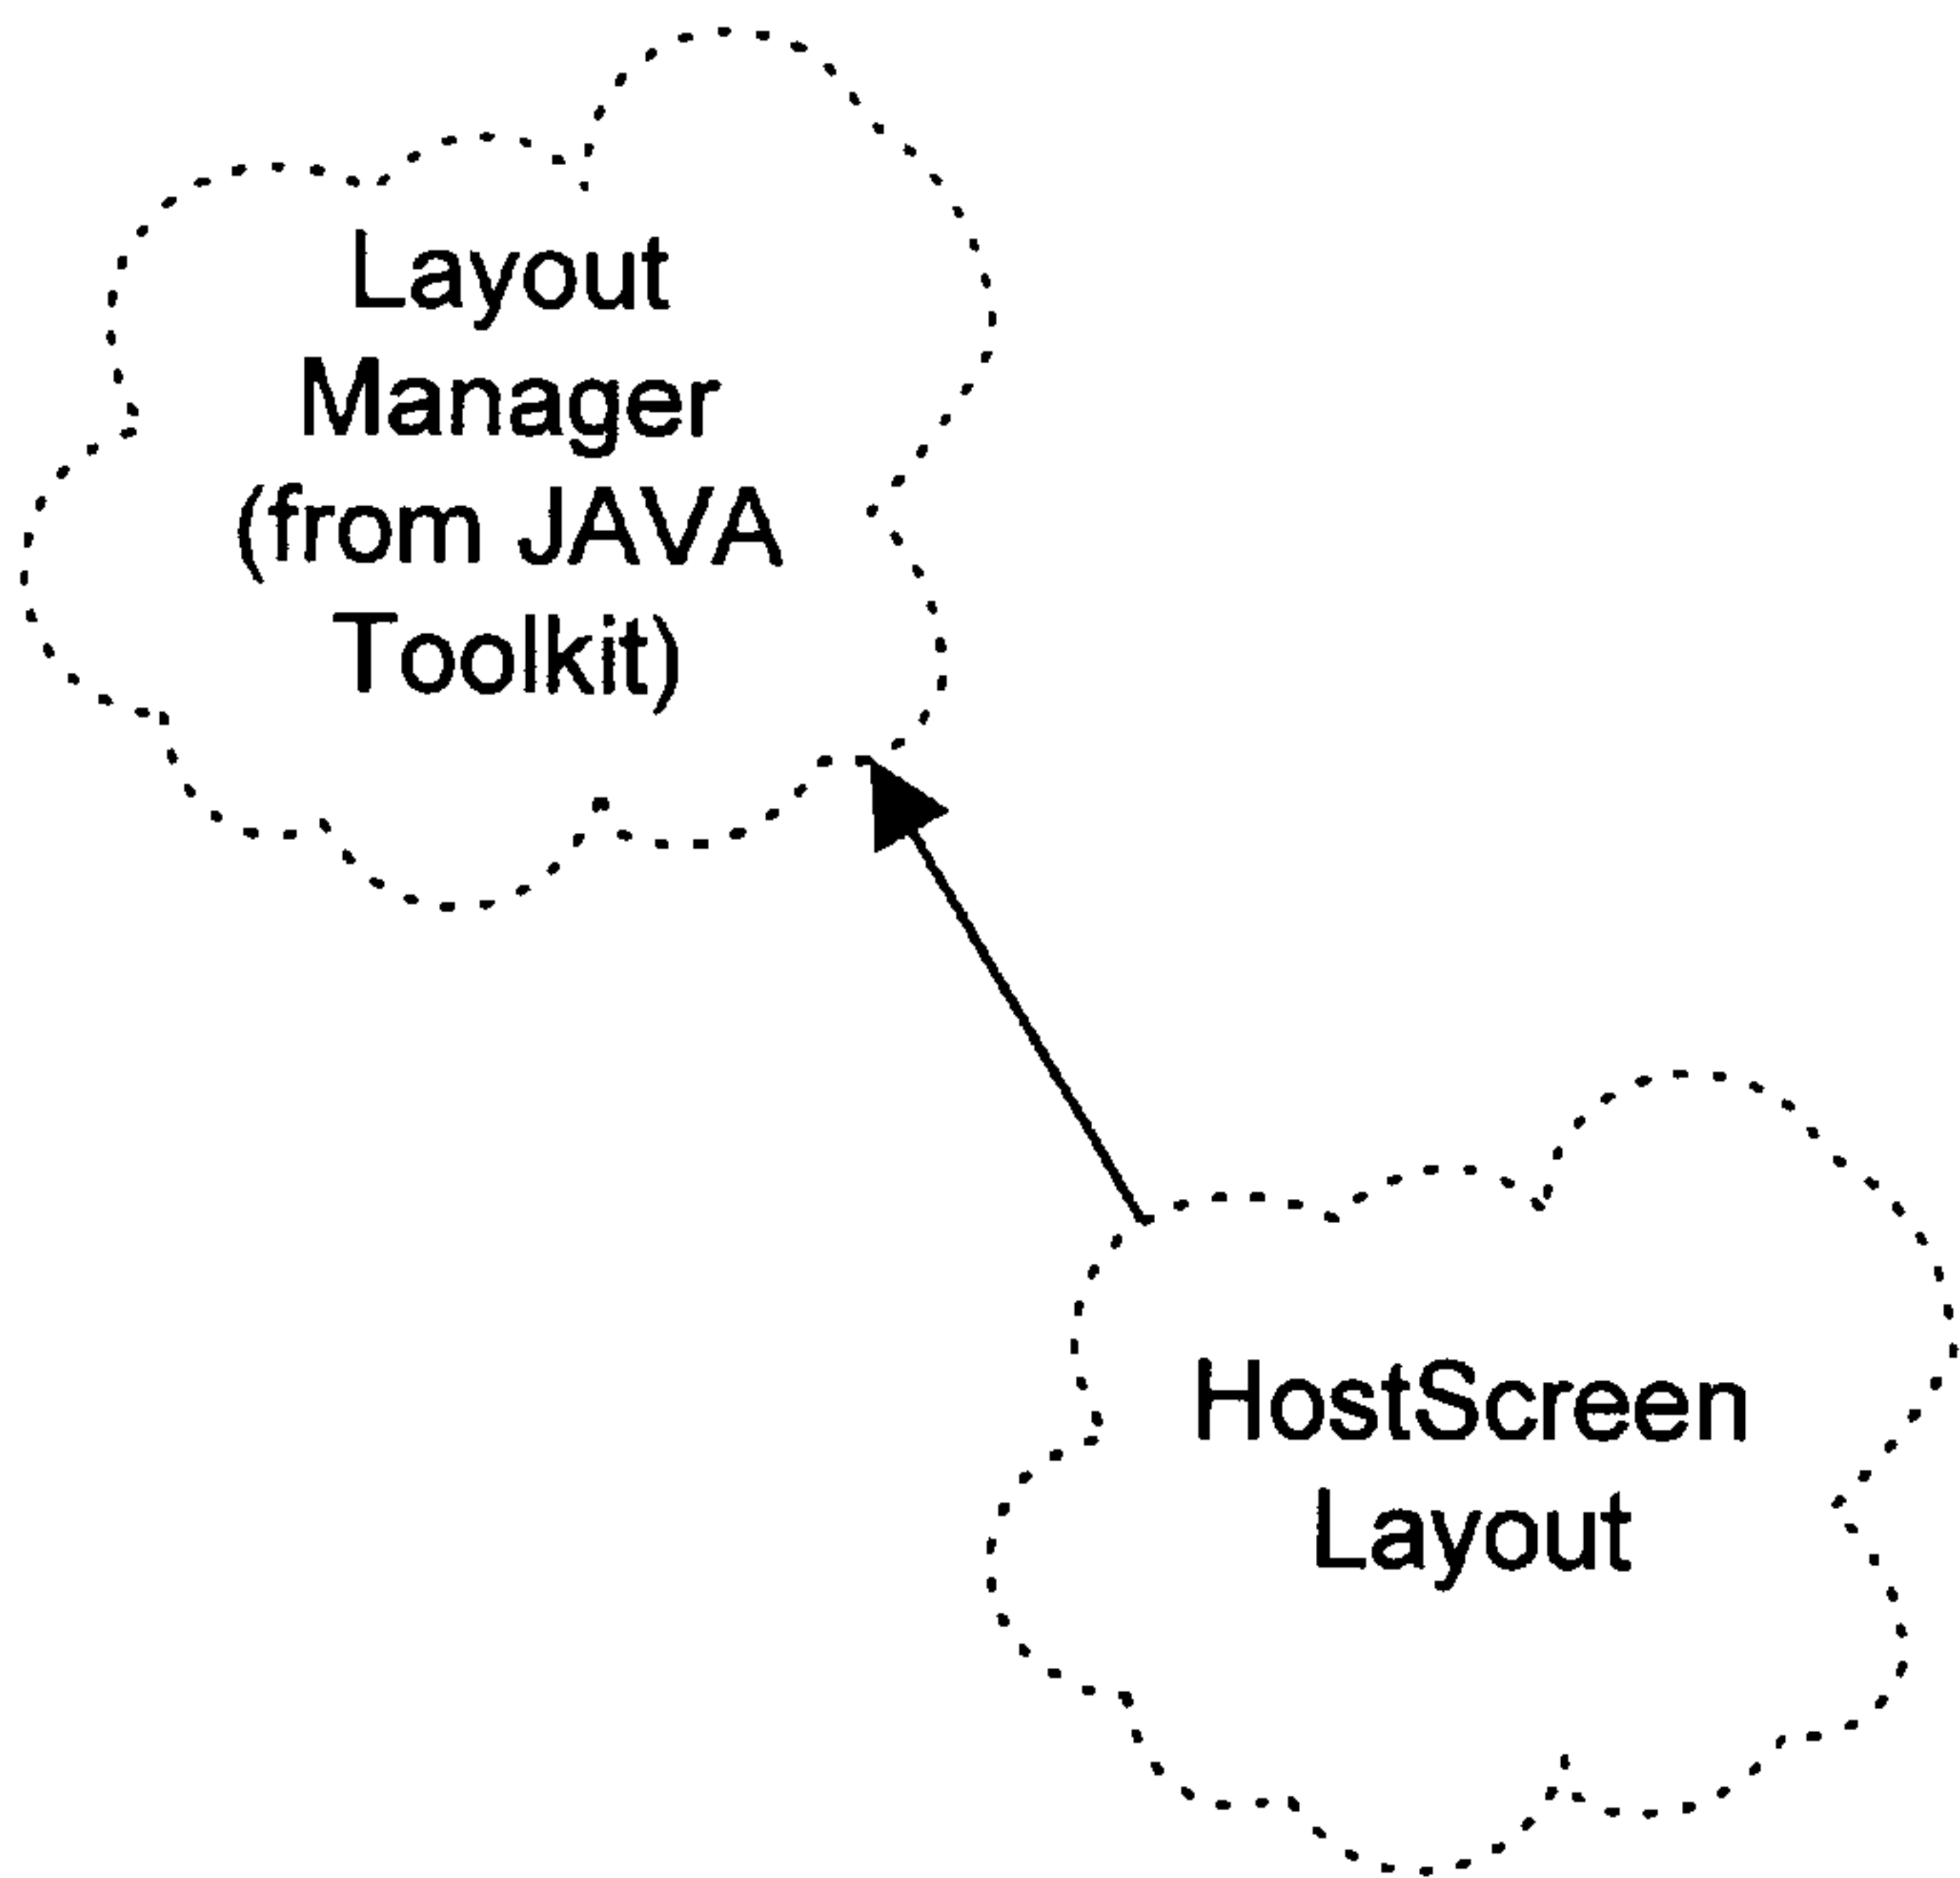 Layout
Manager
(from JAVA
Toolkit)
HostScreen
Layout